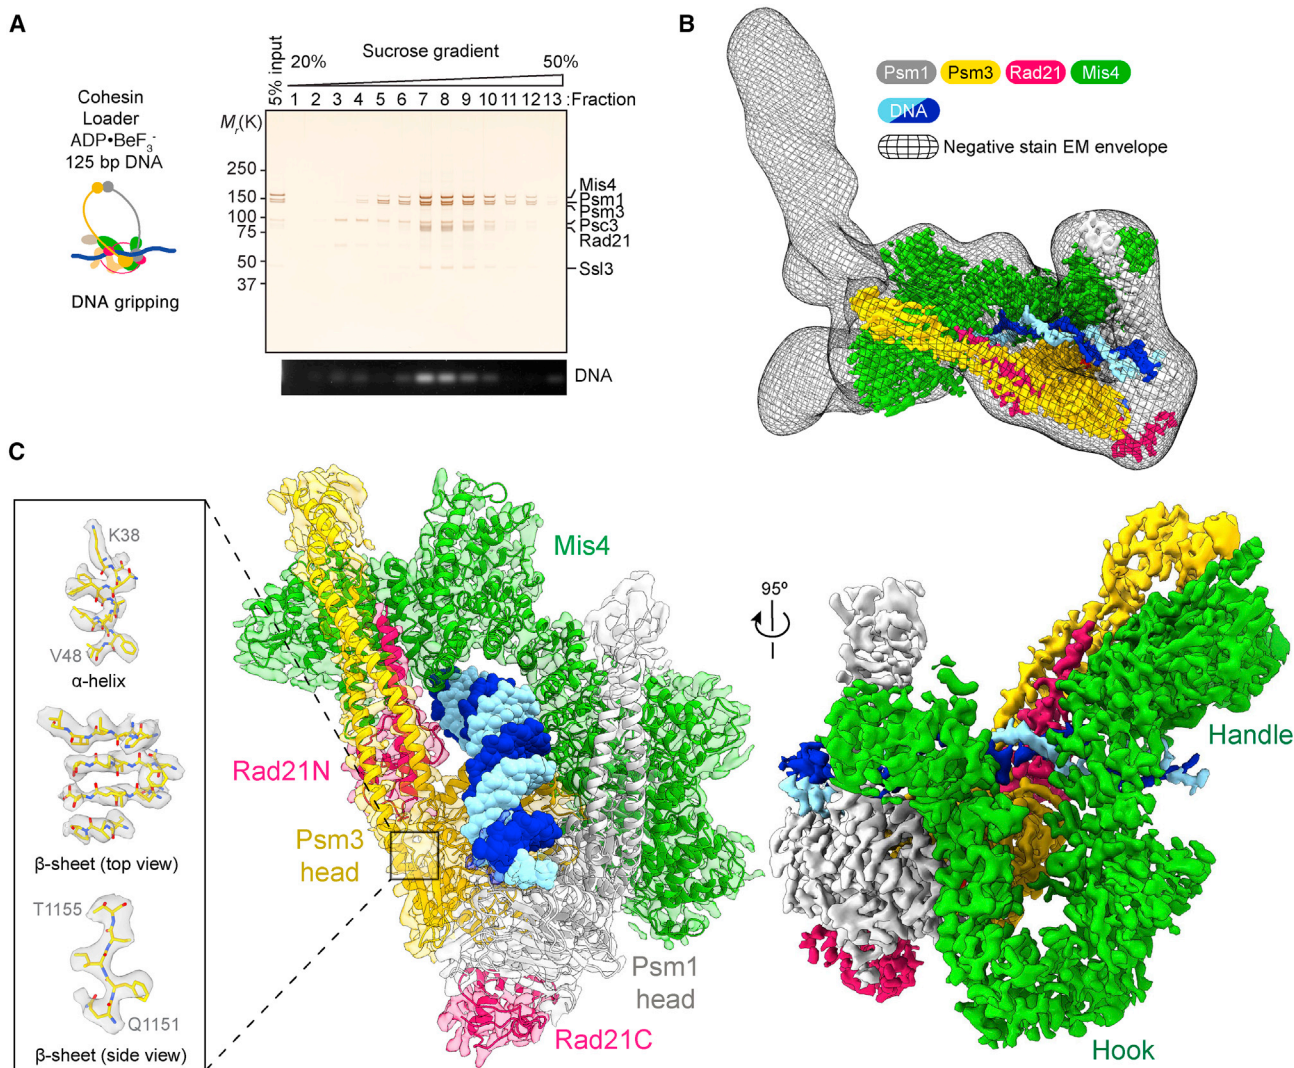 A
Cohesin
Loader
ADP•BeF₃⁻
125 bp DNA
DNA gripping
5% input
20%
Sucrose gradient
50%
1 2 3 4 5 6 7 8 9 10 11 12 13 :Fraction
Mᵣ(K)
250
150
100
75
50
37
Mis4
Psm1
Psm3
Psc3
Rad21
Ssl3
DNA
B
Psm1 Psm3 Rad21 Mis4
DNA
Negative stain EM envelope
C
K38
V48
α-helix
β-sheet (top view)
T1155
Q1151
β-sheet (side view)
Mis4
Rad21N
Psm3
head
Psm1
head
Rad21C
95º
Handle
Hook